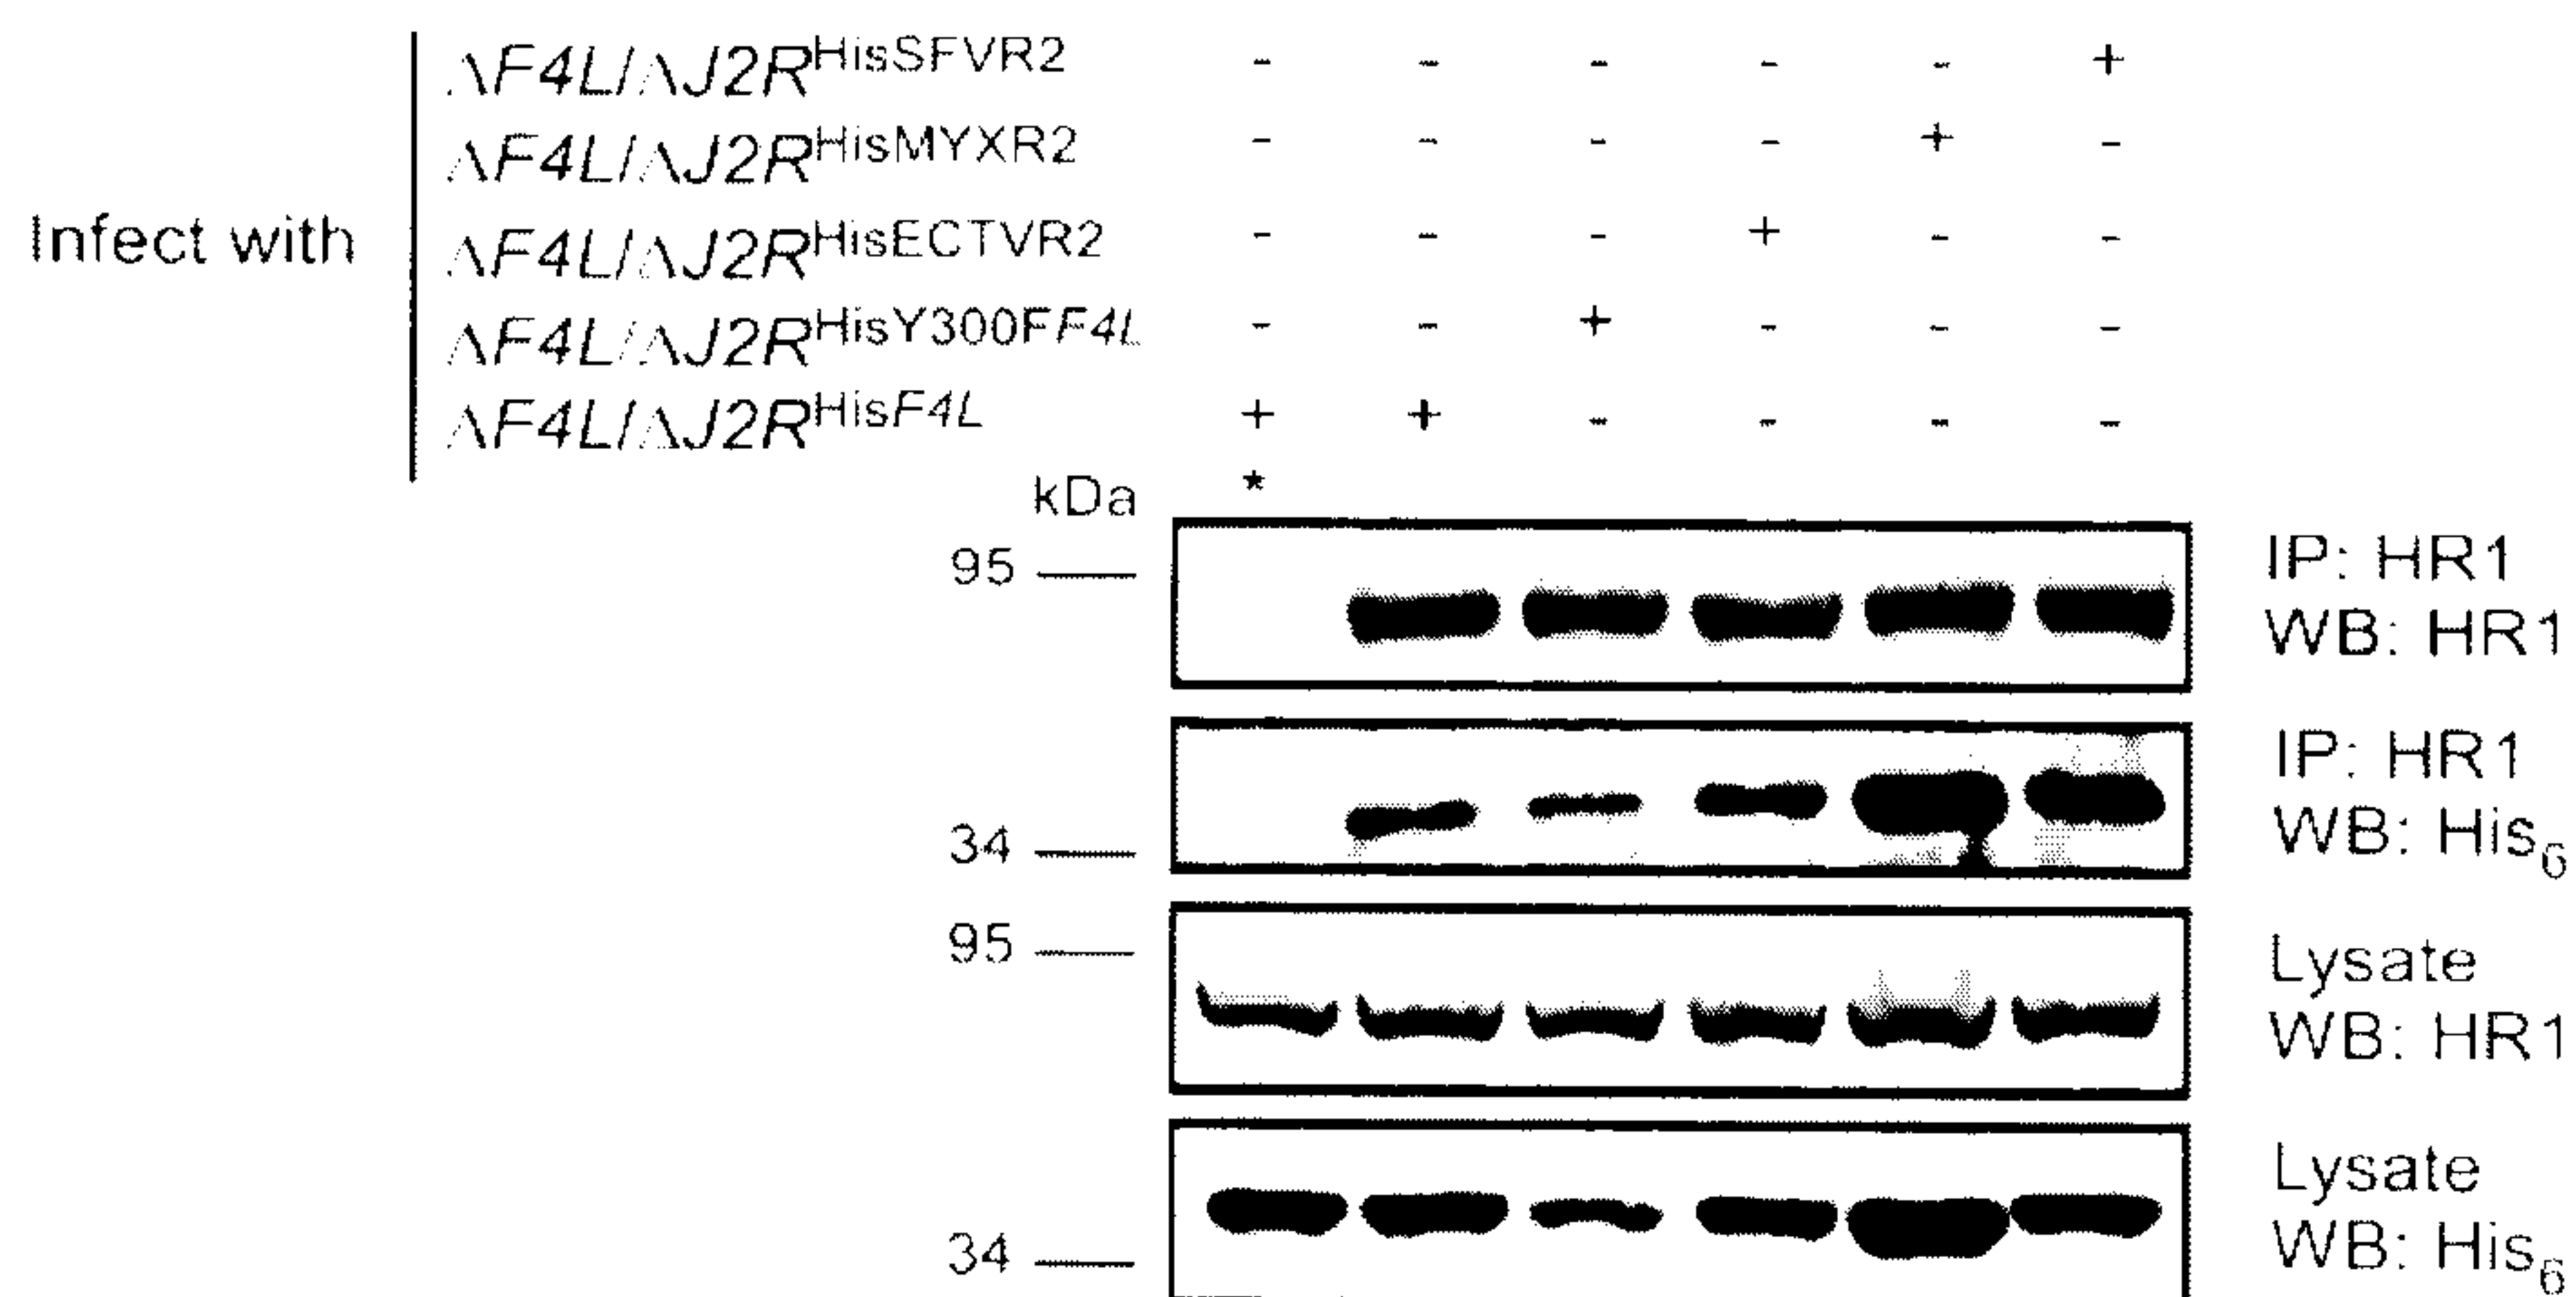 ΔF4L/ΔJ2R^HisSFVR2 - - - - - +
ΔF4L/ΔJ2R^HisMYXR2 - - - - + -
Infect with ΔF4L/ΔJ2R^HisECTVR2 - - - + - -
ΔF4L/ΔJ2R^HisY300FF4L - - + - - -
ΔF4L/ΔJ2R^HisF4L + + - - - -
kDa *
95
IP: HR1
WB: HR1
34
IP: HR1
WB: His₆
95
Lysate
WB: HR1
34
Lysate
WB: His₆